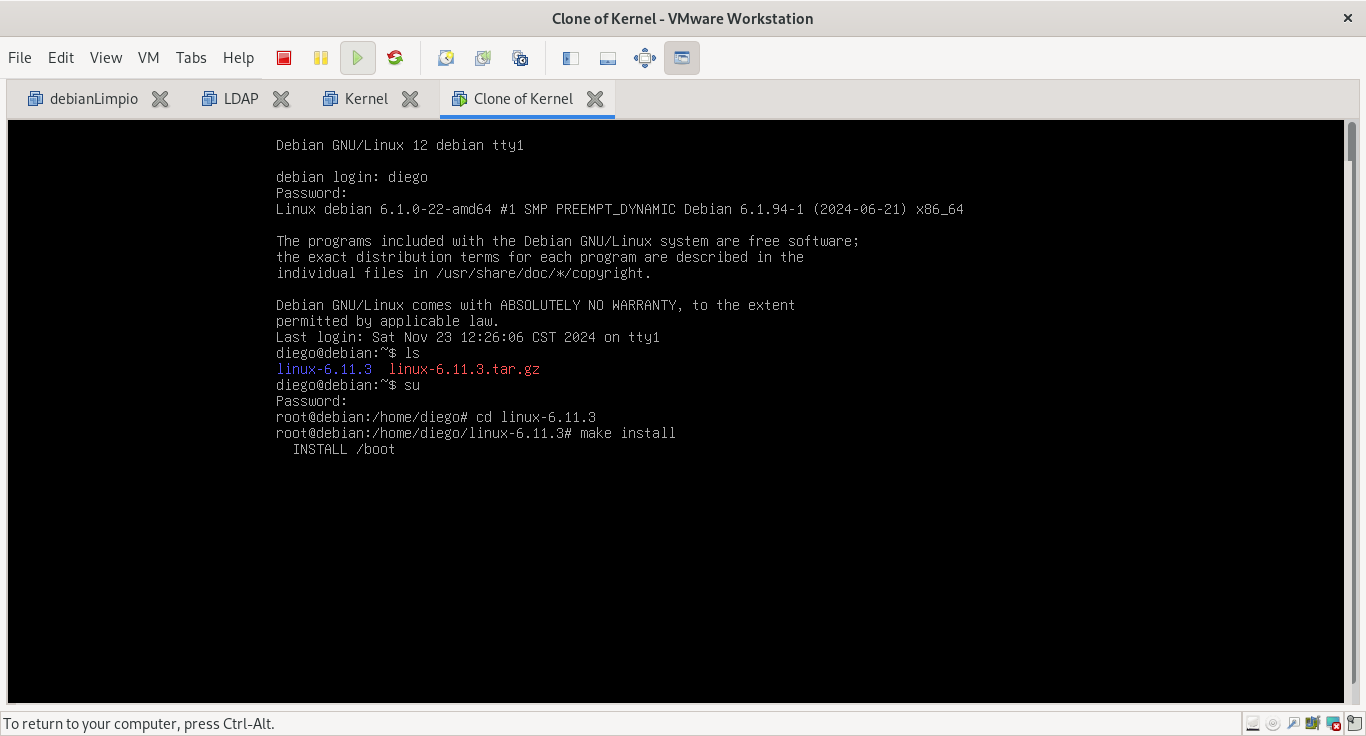 Clone of Kernel - VMware Workstation
File Edit View VM Tabs Help
debianLimpio LDAP Kernel Clone of Kernel
Debian GNU/Linux 12 debian tty1
debian login: diego
Password:
Linux debian 6.1.0-22-amd64 #1 SMP PREEMPT_DYNAMIC Debian 6.1.94-1 (2024-06-21) x86_64
The programs included with the Debian GNU/Linux system are free software;
the exact distribution terms for each program are described in the
individual files in /usr/share/doc/*/copyright.
Debian GNU/Linux comes with ABSOLUTELY NO WARRANTY, to the extent
permitted by applicable law.
Last login: Sat Nov 23 12:26:06 CST 2024 on tty1
diego@debian:~$ ls
linux-6.11.3  linux-6.11.3.tar.gz
diego@debian:~$ su
Password:
root@debian:/home/diego# cd linux-6.11.3
root@debian:/home/diego/linux-6.11.3# make install
  INSTALL /boot
To return to your computer, press Ctrl-Alt.